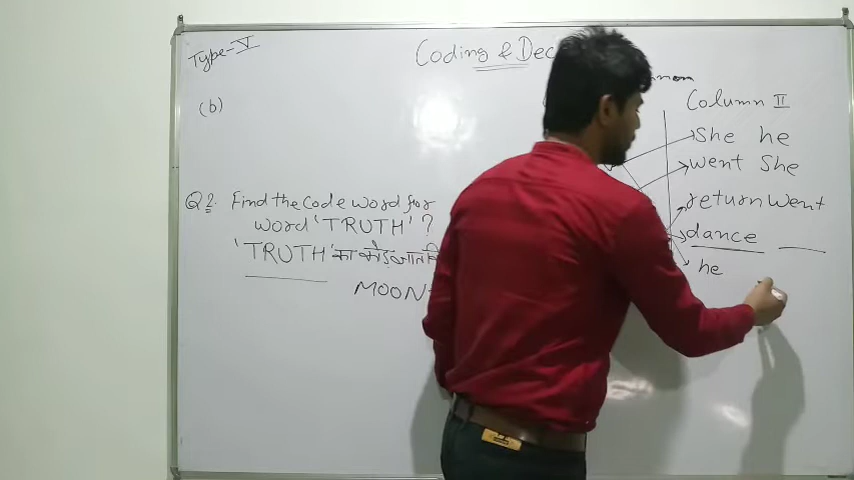 Type-V
Coding & Dec
(b)
Column II
She he
went She
return went
dance
he
Q2. Find the code word for
word 'TRUTH' ?
'TRUTH' का कोड
MOON